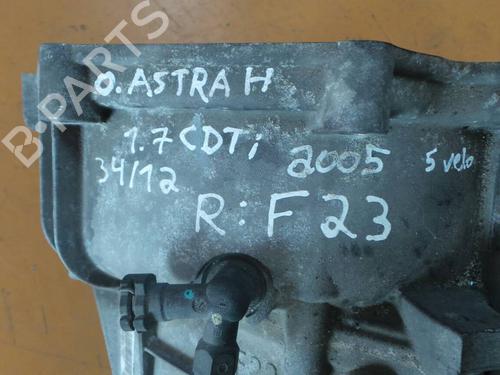 B-PARTS
O. ASTRA H
1.7 CDTi 2005 5 velo
34/12
R: F23